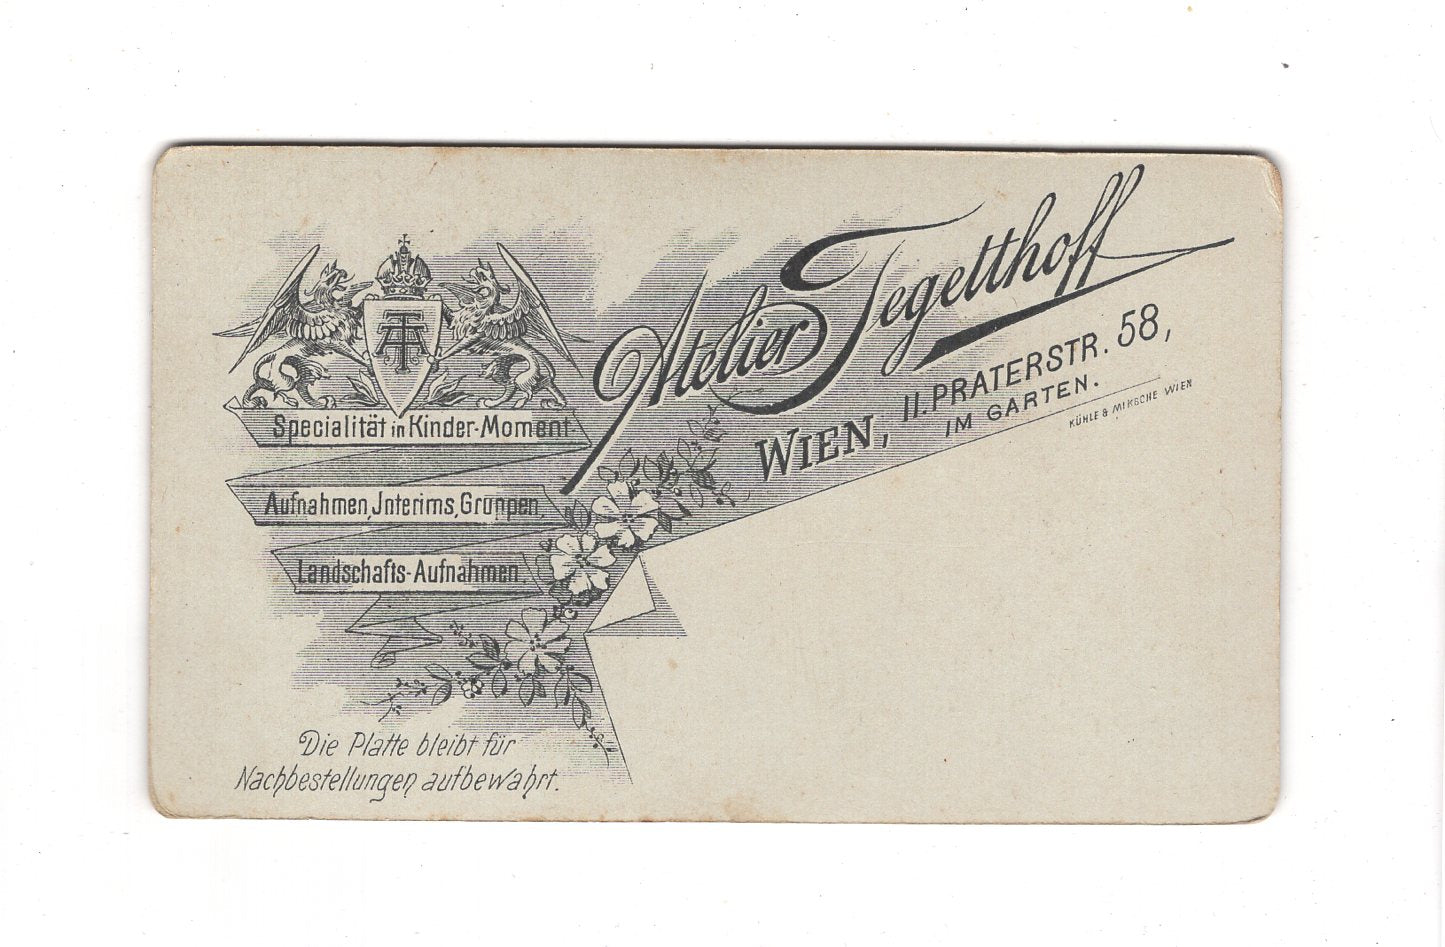 Atelier Tegetthoff
WIEN, II. PRATERSTR. 58,
IM GARTEN.
KÜHLE & MIKSCHE WIEN
AT
Specialität in Kinder-Moment
Aufnahmen, Interims, Gruppen,
Landschafts-Aufnahmen.
Die Platte bleibt für
Nachbestellungen aufbewahrt.